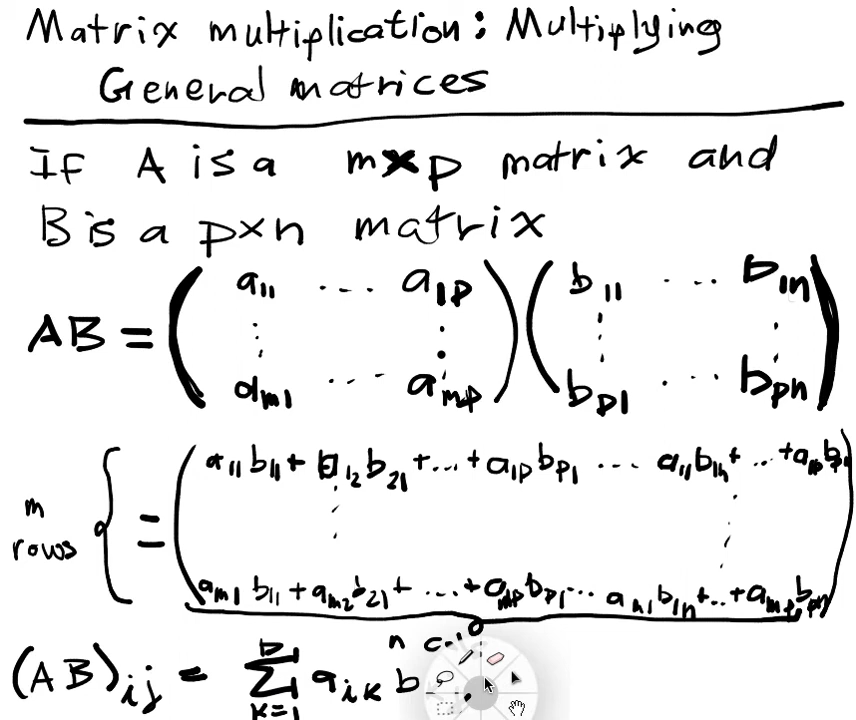 Matrix multiplication: Multiplying
General matrices
If A is a m×p matrix and
B is a p×n matrix
AB = ( a₁₁ ... a₁ₚ ) ( b₁₁ ... b₁ₙ )
⋮ ⋮ ⋮ ⋮
aₘ₁ ... aₘₚ bₚ₁ ... bₚₙ
= ( a₁₁b₁₁ + a₁₂b₂₁ + ... + a₁ₚbₚ₁ ... a₁₁b₁ₙ + ... + a₁ₚbₚₙ
m
rows
aₘ₁b₁₁ + aₘ₂b₂₁ + ... + aₘₚbₚ₁ ... aₘ₁b₁ₙ + ... + aₘₚbₚₙ )
n
(AB)ᵢⱼ = Σ aᵢₖ b
k=1